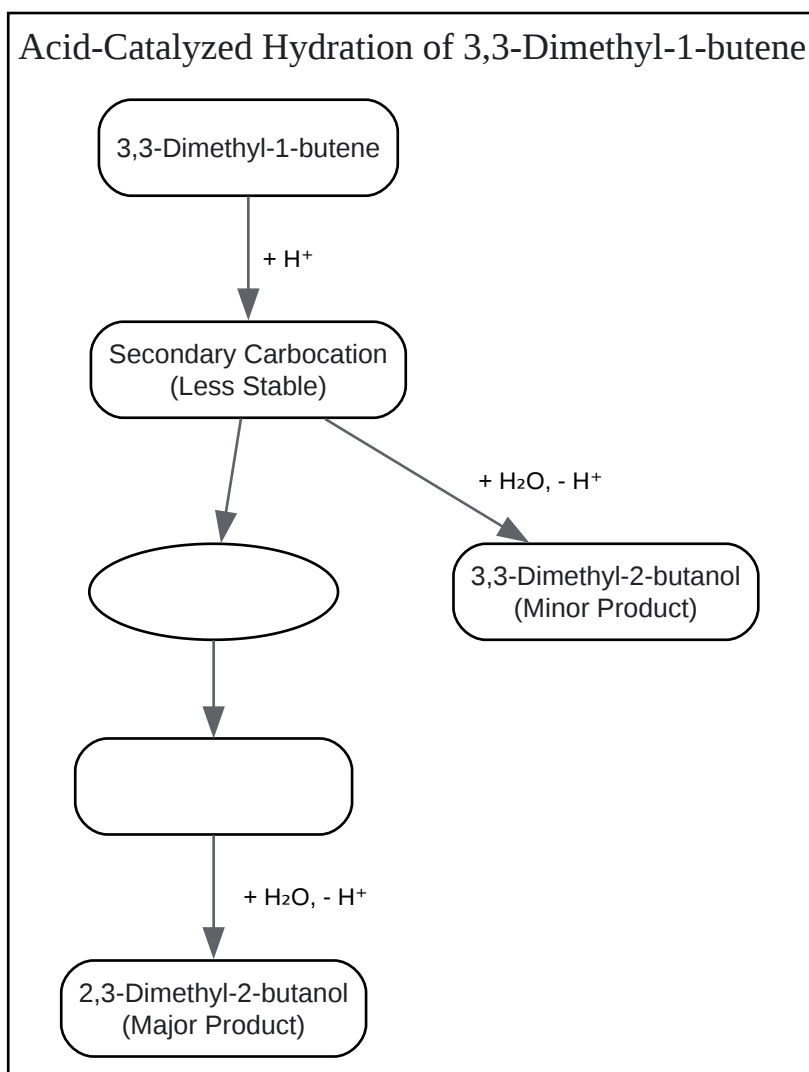 Acid-Catalyzed Hydration of 3,3-Dimethyl-1-butene
3,3-Dimethyl-1-butene
+ H⁺
Secondary Carbocation
(Less Stable)
+ H₂O, - H⁺
3,3-Dimethyl-2-butanol
(Minor Product)
+ H₂O, - H⁺
2,3-Dimethyl-2-butanol
(Major Product)